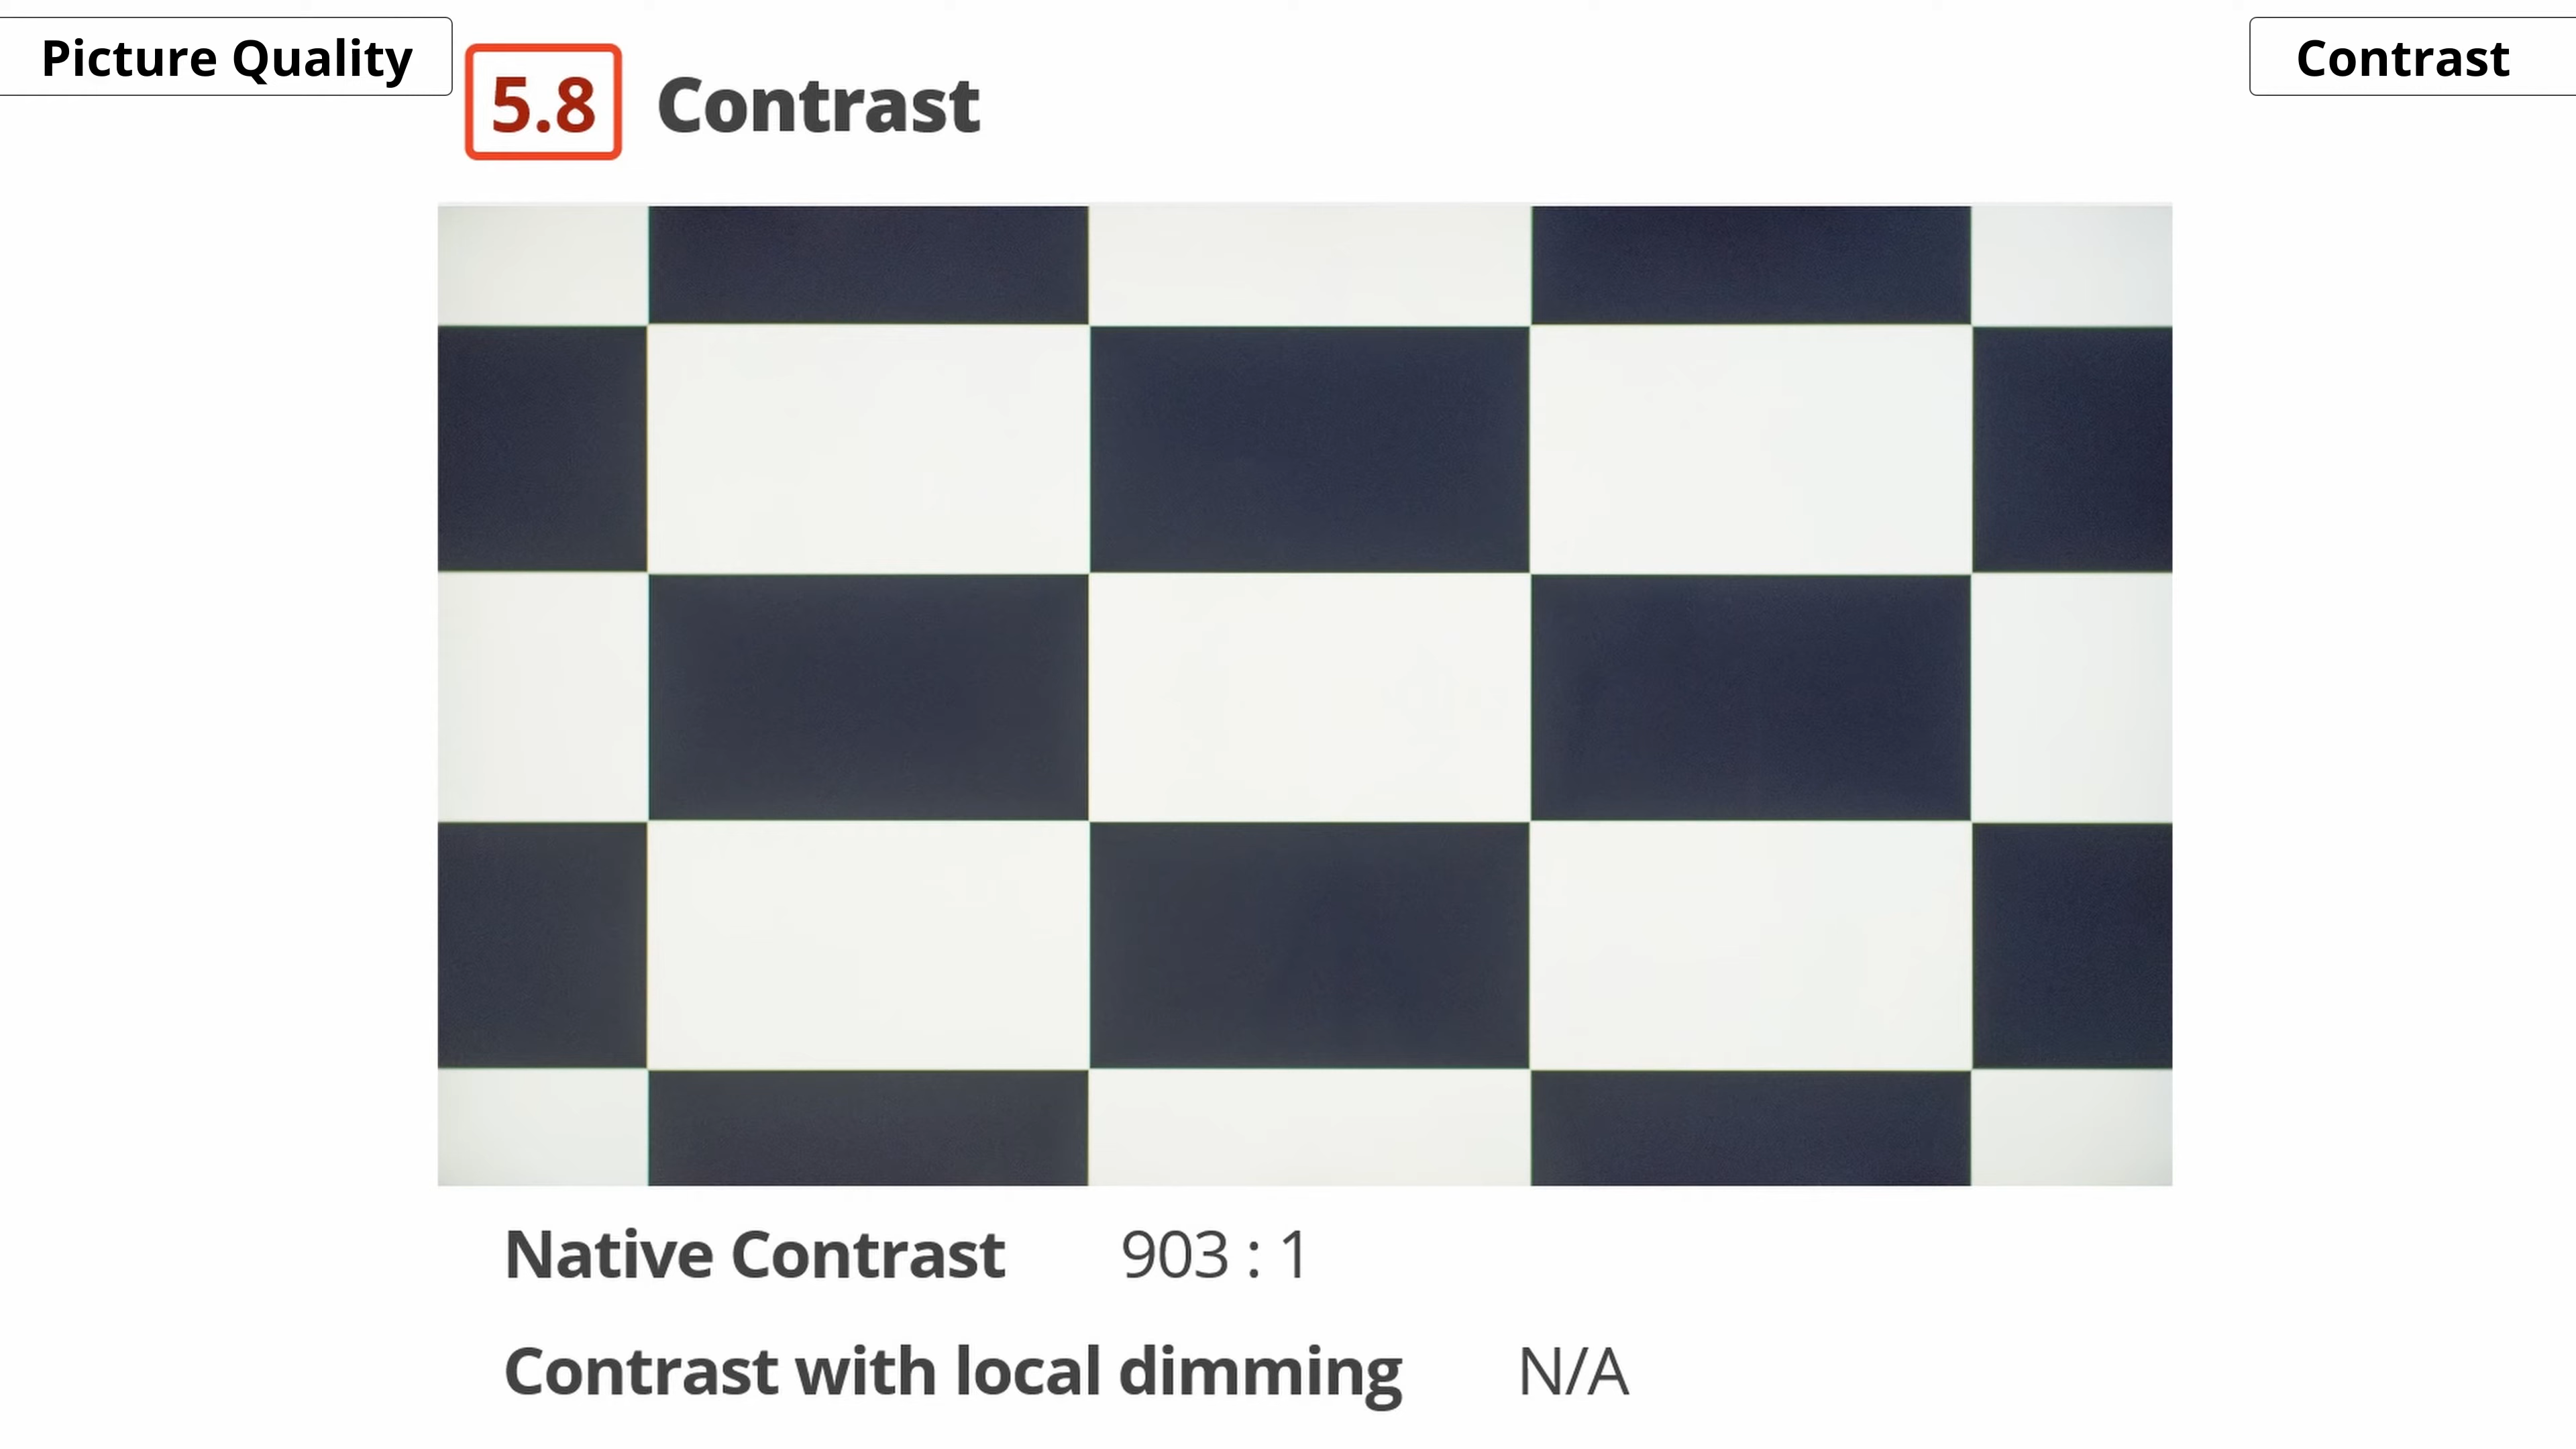 Picture Quality
Contrast
5.8 Contrast
Native Contrast 903 : 1
Contrast with local dimming N/A